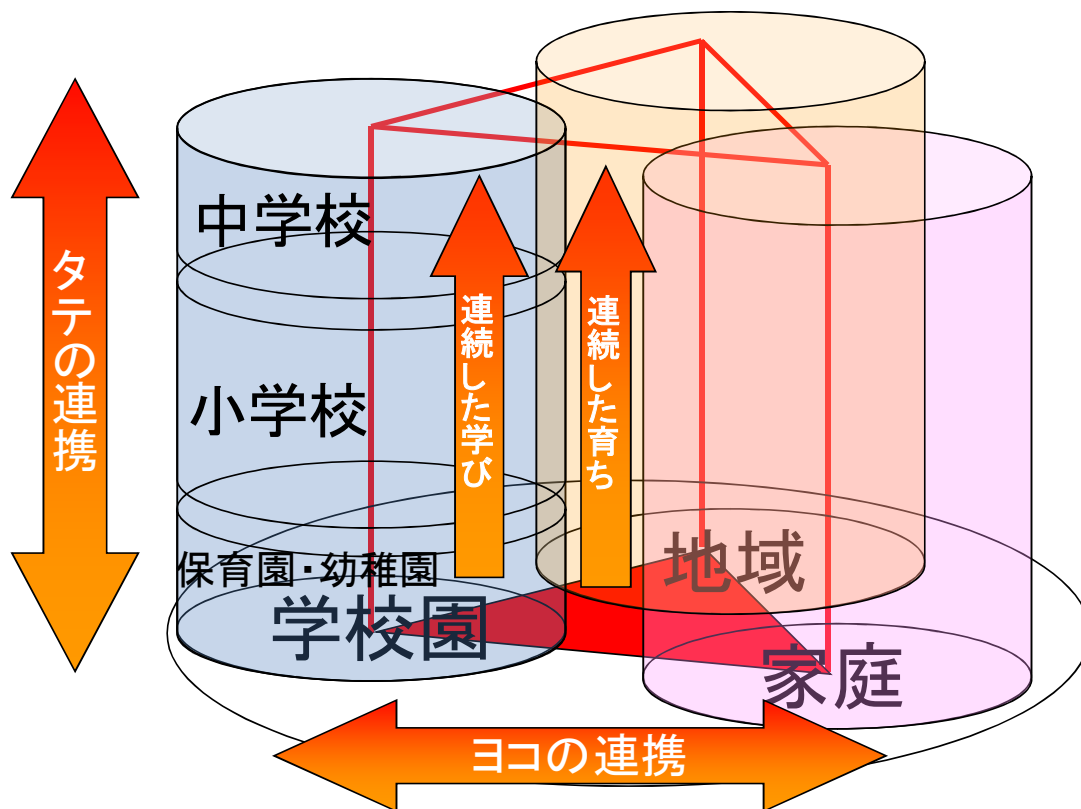 タテの連携
中学校
小学校
保育園・幼稚園
学校園
連続した学び
連続した育ち
地域
家庭
ヨコの連携